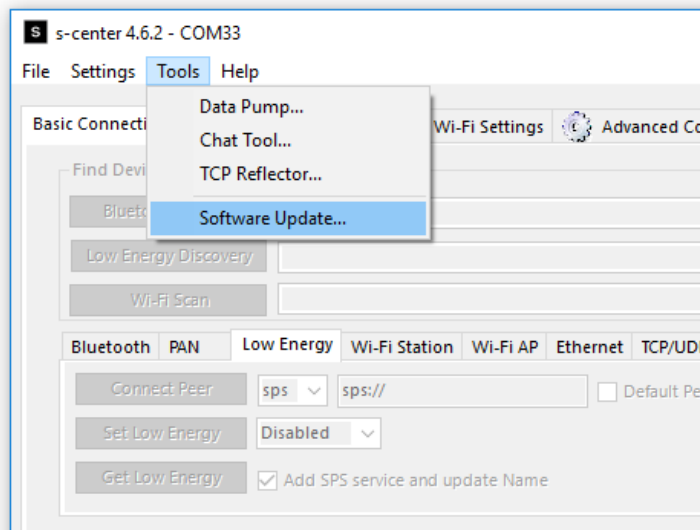 S s-center 4.6.2 - COM33
File Settings Tools Help
Data Pump...
Chat Tool...
TCP Reflector...
Software Update...
Basic Connecti Wi-Fi Settings Advanced Co
Find Devi
Blueto
Low Energy Discovery
Wi-Fi Scan
Bluetooth PAN Low Energy Wi-Fi Station Wi-Fi AP Ethernet TCP/UD
Connect Peer sps sps:// Default Pe
Set Low Energy Disabled
Get Low Energy Add SPS service and update Name